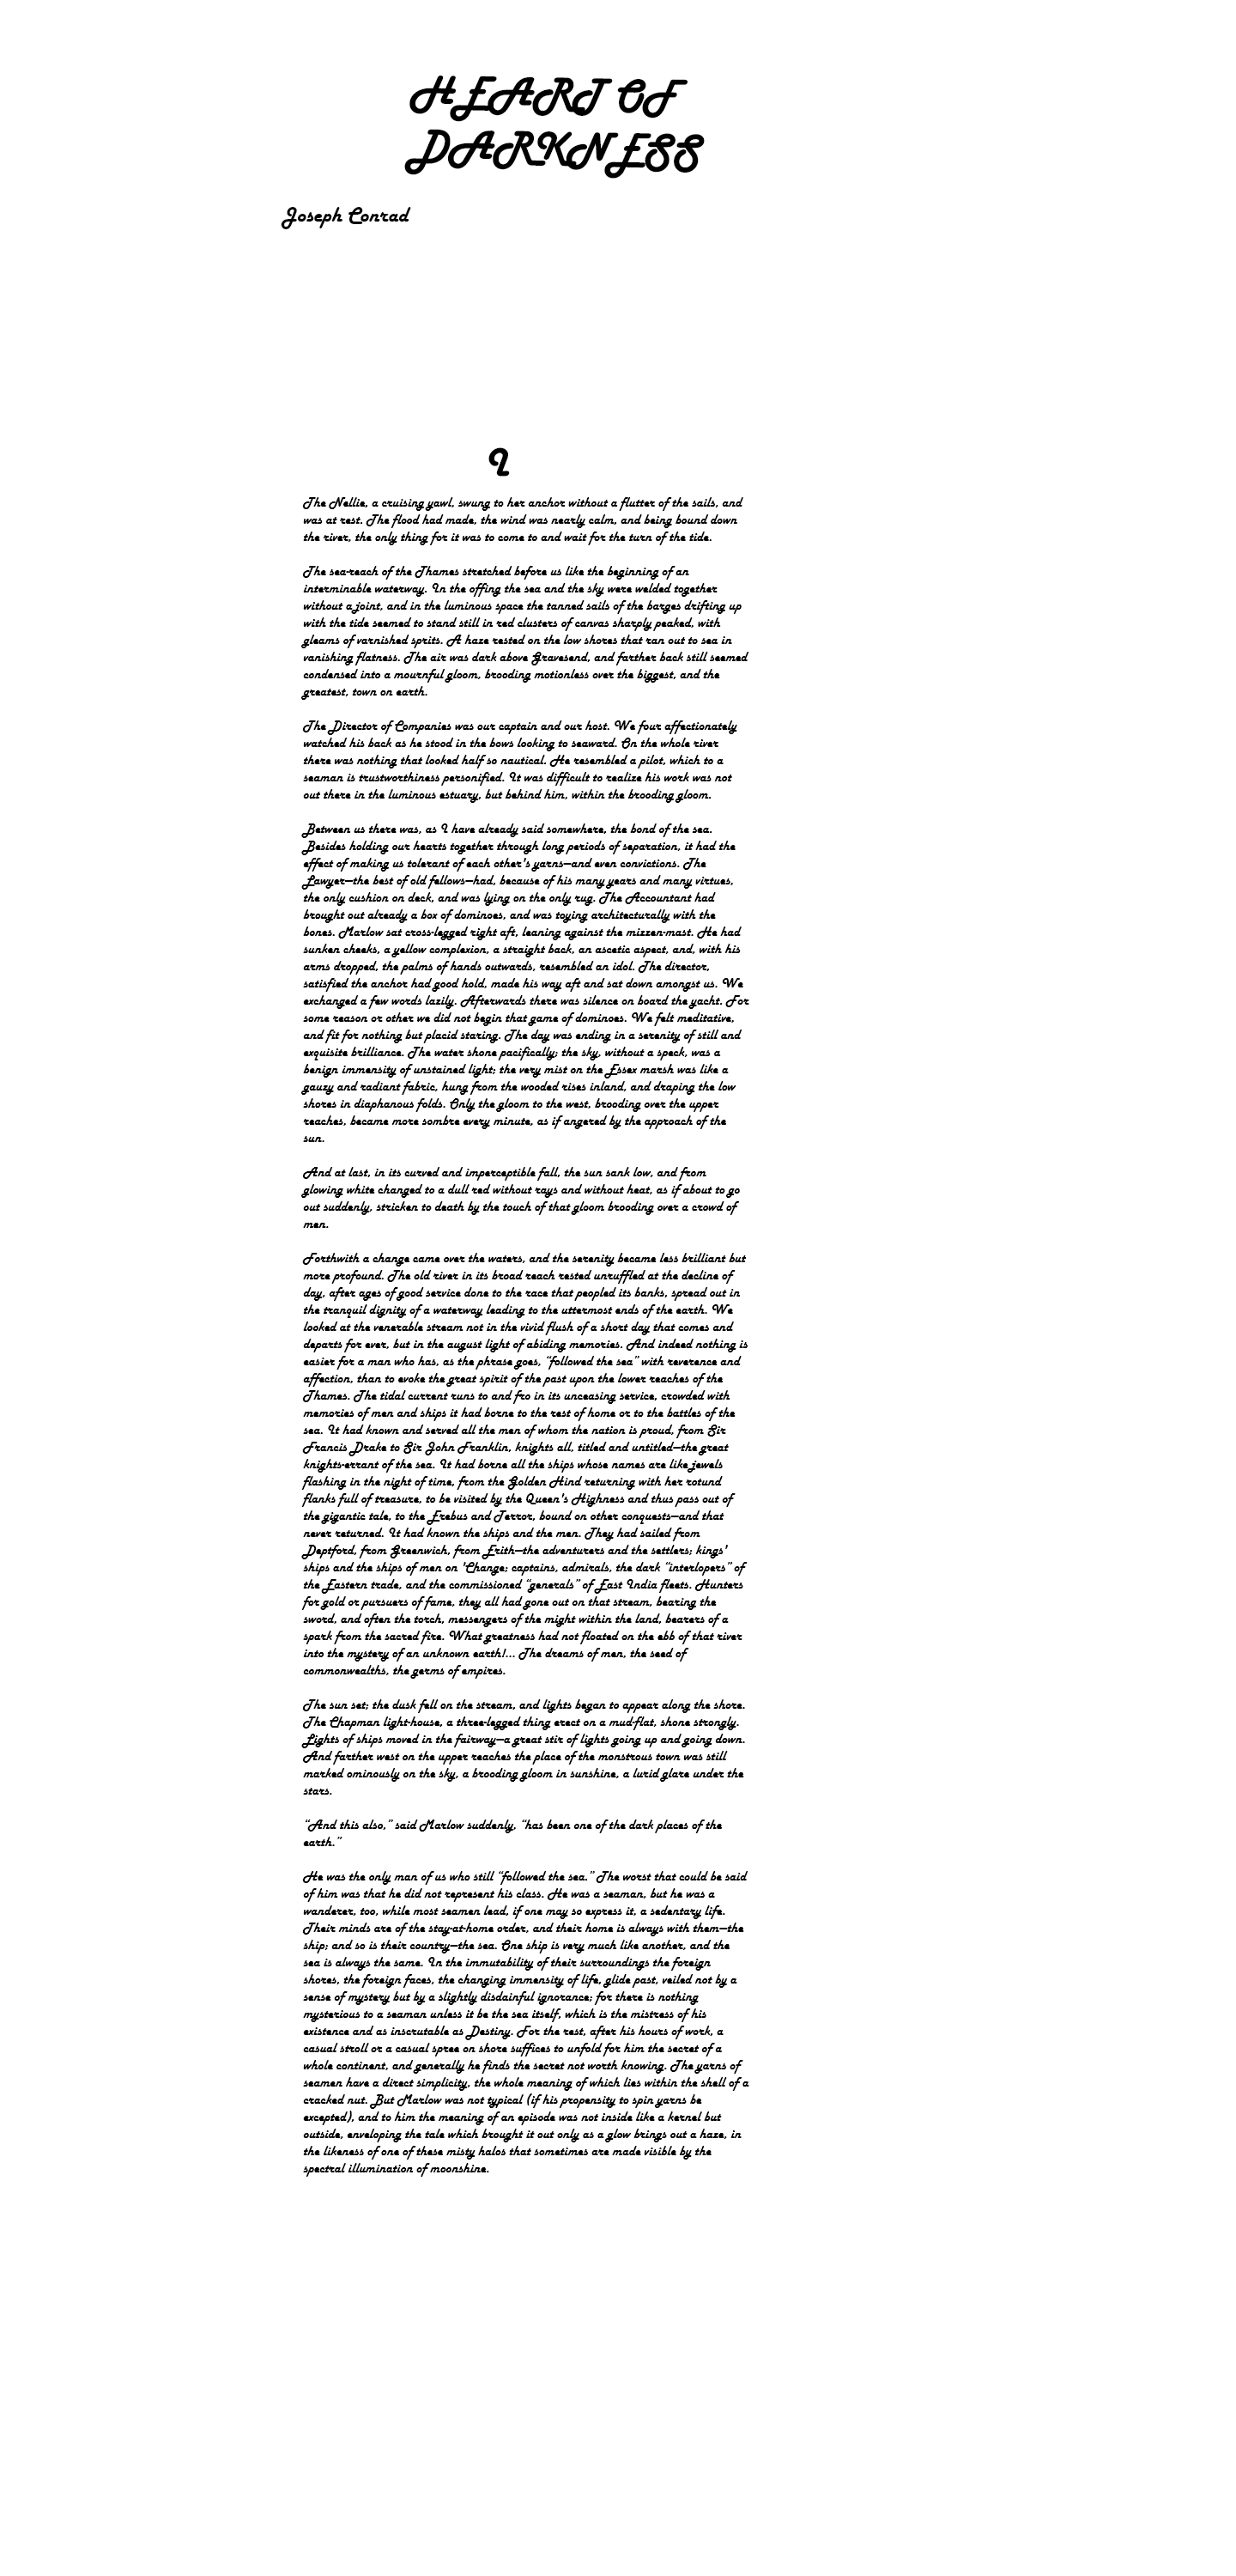 HEART OF
DARKNESS
Joseph Conrad
I
The Nellie, a cruising yawl, swung to her anchor without a flutter of the sails, and
was at rest. The flood had made, the wind was nearly calm, and being bound down
the river, the only thing for it was to come to and wait for the turn of the tide.
The sea-reach of the Thames stretched before us like the beginning of an
interminable waterway. In the offing the sea and the sky were welded together
without a joint, and in the luminous space the tanned sails of the barges drifting up
with the tide seemed to stand still in red clusters of canvas sharply peaked, with
gleams of varnished sprits. A haze rested on the low shores that ran out to sea in
vanishing flatness. The air was dark above Gravesend, and farther back still seemed
condensed into a mournful gloom, brooding motionless over the biggest, and the
greatest, town on earth.
The Director of Companies was our captain and our host. We four affectionately
watched his back as he stood in the bows looking to seaward. On the whole river
there was nothing that looked half so nautical. He resembled a pilot, which to a
seaman is trustworthiness personified. It was difficult to realize his work was not
out there in the luminous estuary, but behind him, within the brooding gloom.
Between us there was, as I have already said somewhere, the bond of the sea.
Besides holding our hearts together through long periods of separation, it had the
effect of making us tolerant of each other's yarns—and even convictions. The
Lawyer—the best of old fellows—had, because of his many years and many virtues,
the only cushion on deck, and was lying on the only rug. The Accountant had
brought out already a box of dominoes, and was toying architecturally with the
bones. Marlow sat cross-legged right aft, leaning against the mizzen-mast. He had
sunken cheeks, a yellow complexion, a straight back, an ascetic aspect, and, with his
arms dropped, the palms of hands outwards, resembled an idol. The director,
satisfied the anchor had good hold, made his way aft and sat down amongst us. We
exchanged a few words lazily. Afterwards there was silence on board the yacht. For
some reason or other we did not begin that game of dominoes. We felt meditative,
and fit for nothing but placid staring. The day was ending in a serenity of still and
exquisite brilliance. The water shone pacifically; the sky, without a speck, was a
benign immensity of unstained light; the very mist on the Essex marsh was like a
gauzy and radiant fabric, hung from the wooded rises inland, and draping the low
shores in diaphanous folds. Only the gloom to the west, brooding over the upper
reaches, became more sombre every minute, as if angered by the approach of the
sun.
And at last, in its curved and imperceptible fall, the sun sank low, and from
glowing white changed to a dull red without rays and without heat, as if about to go
out suddenly, stricken to death by the touch of that gloom brooding over a crowd of
men.
Forthwith a change came over the waters, and the serenity became less brilliant but
more profound. The old river in its broad reach rested unruffled at the decline of
day, after ages of good service done to the race that peopled its banks, spread out in
the tranquil dignity of a waterway leading to the uttermost ends of the earth. We
looked at the venerable stream not in the vivid flush of a short day that comes and
departs for ever, but in the august light of abiding memories. And indeed nothing is
easier for a man who has, as the phrase goes, “followed the sea” with reverence and
affection, than to evoke the great spirit of the past upon the lower reaches of the
Thames. The tidal current runs to and fro in its unceasing service, crowded with
memories of men and ships it had borne to the rest of home or to the battles of the
sea. It had known and served all the men of whom the nation is proud, from Sir
Francis Drake to Sir John Franklin, knights all, titled and untitled—the great
knights-errant of the sea. It had borne all the ships whose names are like jewels
flashing in the night of time, from the Golden Hind returning with her rotund
flanks full of treasure, to be visited by the Queen's Highness and thus pass out of
the gigantic tale, to the Erebus and Terror, bound on other conquests—and that
never returned. It had known the ships and the men. They had sailed from
Deptford, from Greenwich, from Erith—the adventurers and the settlers; kings'
ships and the ships of men on 'Change; captains, admirals, the dark “interlopers” of
the Eastern trade, and the commissioned “generals” of East India fleets. Hunters
for gold or pursuers of fame, they all had gone out on that stream, bearing the
sword, and often the torch, messengers of the might within the land, bearers of a
spark from the sacred fire. What greatness had not floated on the ebb of that river
into the mystery of an unknown earth!... The dreams of men, the seed of
commonwealths, the germs of empires.
The sun set; the dusk fell on the stream, and lights began to appear along the shore.
The Chapman light-house, a three-legged thing erect on a mud-flat, shone strongly.
Lights of ships moved in the fairway—a great stir of lights going up and going down.
And farther west on the upper reaches the place of the monstrous town was still
marked ominously on the sky, a brooding gloom in sunshine, a lurid glare under the
stars.
“And this also,” said Marlow suddenly, “has been one of the dark places of the
earth.”
He was the only man of us who still “followed the sea.” The worst that could be said
of him was that he did not represent his class. He was a seaman, but he was a
wanderer, too, while most seamen lead, if one may so express it, a sedentary life.
Their minds are of the stay-at-home order, and their home is always with them—the
ship; and so is their country—the sea. One ship is very much like another, and the
sea is always the same. In the immutability of their surroundings the foreign
shores, the foreign faces, the changing immensity of life, glide past, veiled not by a
sense of mystery but by a slightly disdainful ignorance; for there is nothing
mysterious to a seaman unless it be the sea itself, which is the mistress of his
existence and as inscrutable as Destiny. For the rest, after his hours of work, a
casual stroll or a casual spree on shore suffices to unfold for him the secret of a
whole continent, and generally he finds the secret not worth knowing. The yarns of
seamen have a direct simplicity, the whole meaning of which lies within the shell of a
cracked nut. But Marlow was not typical (if his propensity to spin yarns be
excepted), and to him the meaning of an episode was not inside like a kernel but
outside, enveloping the tale which brought it out only as a glow brings out a haze, in
the likeness of one of these misty halos that sometimes are made visible by the
spectral illumination of moonshine.